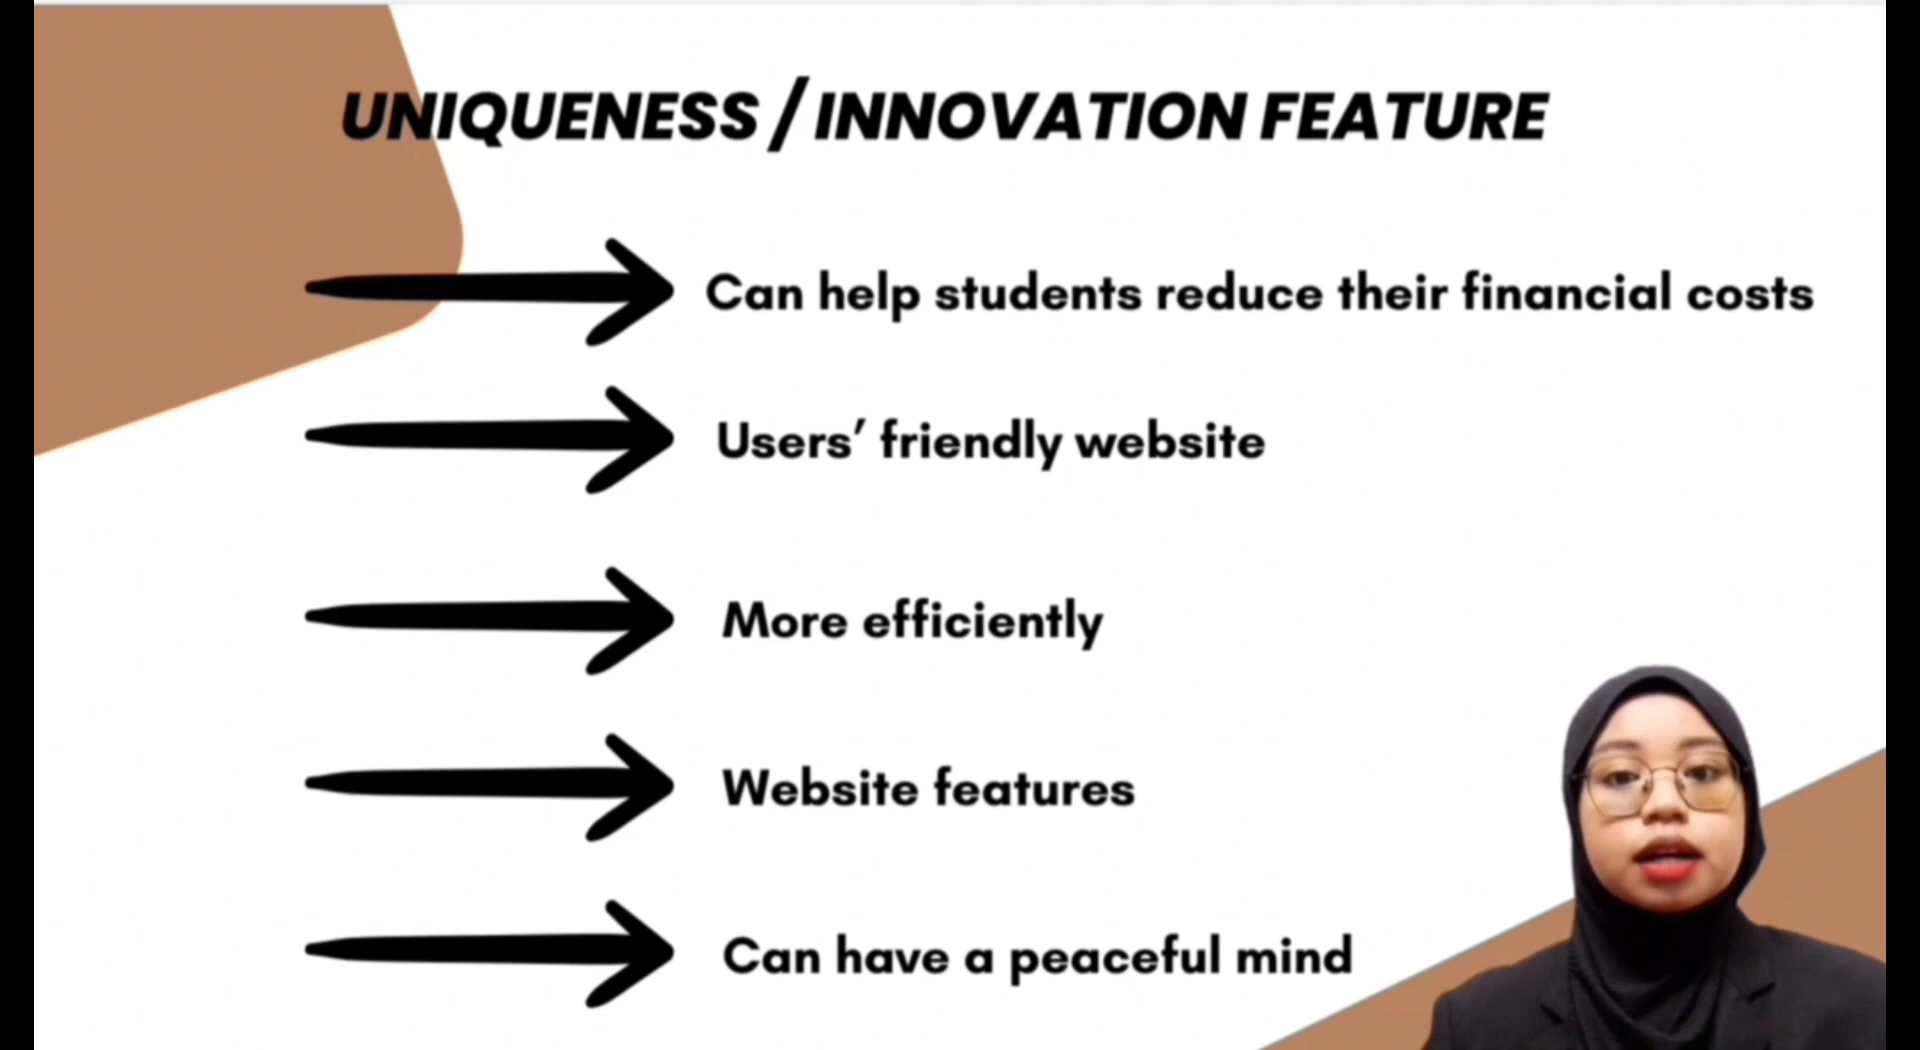 UNIQUENESS / INNOVATION FEATURE
Can help students reduce their financial costs
Users’ friendly website
More efficiently
Website features
Can have a peaceful mind